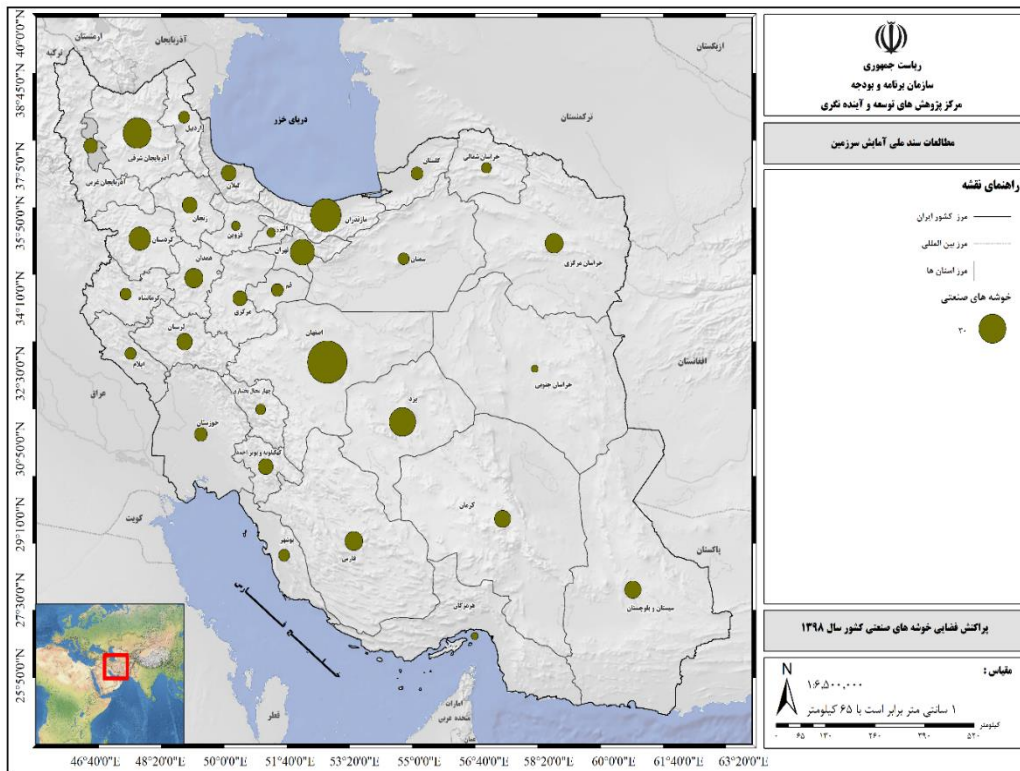 ریاست جمهوری
سازمان برنامه و بودجه
مرکز پژوهش های توسعه و آینده نگری
مطالعات سند ملی آمایش سرزمین
راهنمای نقشه
مرز کشور ایران
مرز بین المللی
مرز استان ها
خوشه های صنعتی
۳۰
پراکنش فضایی خوشه های صنعتی کشور سال ۱۳۹۸
مقیاس :
N
۱:۶,۵۰۰,۰۰۰
۱ سانتی متر برابر است با ۶۵ کیلومتر
کیلومتر
۰ ۶۵ ۱۳۰ ۲۶۰ ۳۹۰ ۵۲۰
ارمنستان
آذربایجان
ترکیه
ازبکستان
ترکمنستان
دریای خزر
اردبیل
آذربایجان شرقی
آذربایجان غربی
گیلان
گلستان
خراسان شمالی
زنجان
مازندران
قزوین
البرز
تهران
کردستان
سمنان
خراسان مرکزی
همدان
قم
کرمانشاه
مرکزی
لرستان
اصفهان
افغانستان
ایلام
خراسان جنوبی
عراق
چهار محال بختیاری
یزد
خوزستان
کهگیلویه و بویر احمد
کرمان
کویت
بوشهر
فارس
پاکستان
سیستان و بلوچستان
هرمزگان
خلیج فارس
قطر
امارات
متحده عربی
عمان
40°0'0"N
38°45'0"N
37°5'0"N
35°50'0"N
34°10'0"N
32°30'0"N
30°50'0"N
29°10'0"N
27°30'0"N
25°50'0"N
46°40'0"E 48°20'0"E 50°0'0"E 51°40'0"E 53°20'0"E 55°0'0"E 56°40'0"E 58°20'0"E 60°0'0"E 61°40'0"E 63°20'0"E